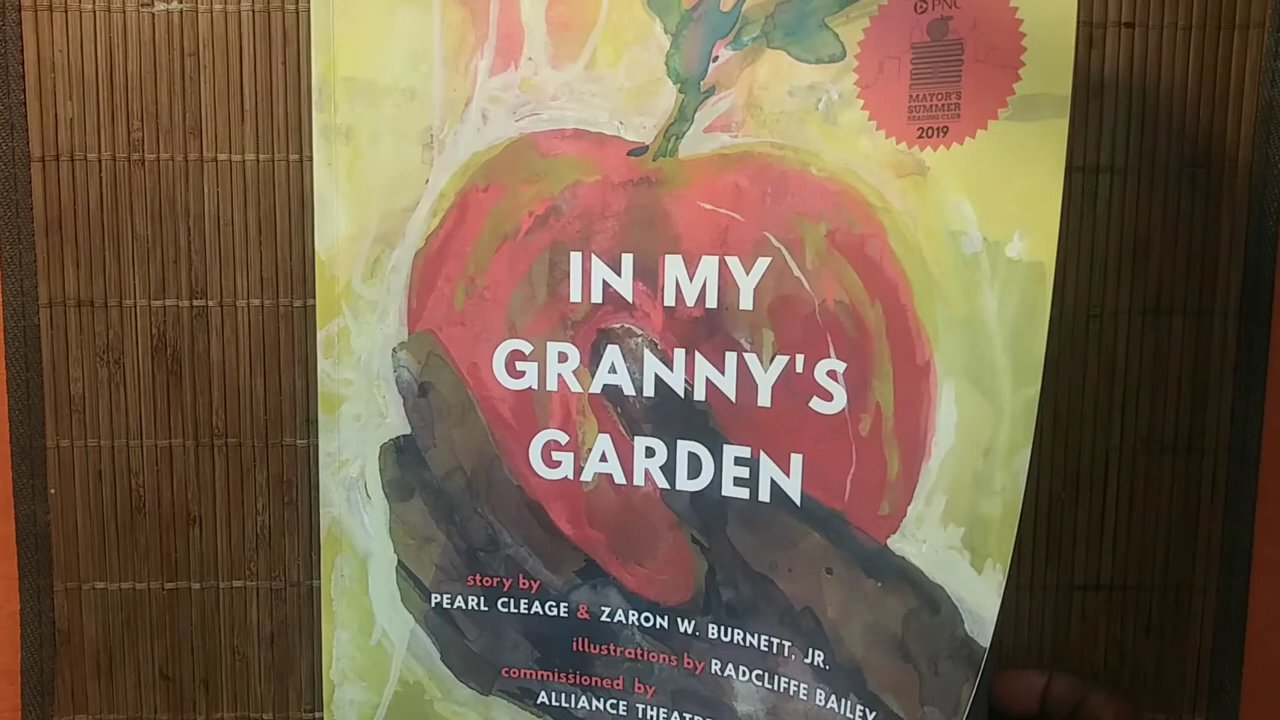 PNC
MAYOR'S
SUMMER
READING CLUB
2019
IN MY
GRANNY'S
GARDEN
story by
PEARL CLEAGE & ZARON W. BURNETT, JR.
illustrations by RADCLIFFE BAILEY
commissioned by
ALLIANCE THEATRE